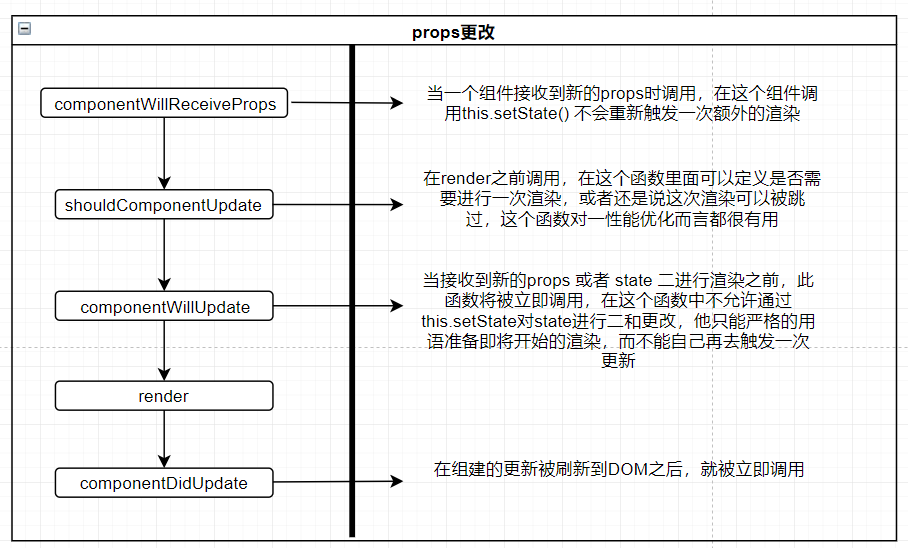 props更改
componentWillReceiveProps
当一个组件接收到新的props时调用，在这个组件调
用this.setState() 不会重新触发一次额外的渲染
shouldComponentUpdate
在render之前调用，在这个函数里面可以定义是否需
要进行一次渲染，或者还是说这次渲染可以被跳
过，这个函数对一性能优化而言都很有用
componentWillUpdate
当接收到新的props 或者 state 二进行渲染之前，此
函数将被立即调用，在这个函数中不允许通过
this.setState对state进行二和更改，他只能严格的用
语准备即将开始的渲染，而不能自己再去触发一次
更新
render
componentDidUpdate
在组建的更新被刷新到DOM之后，就被立即调用